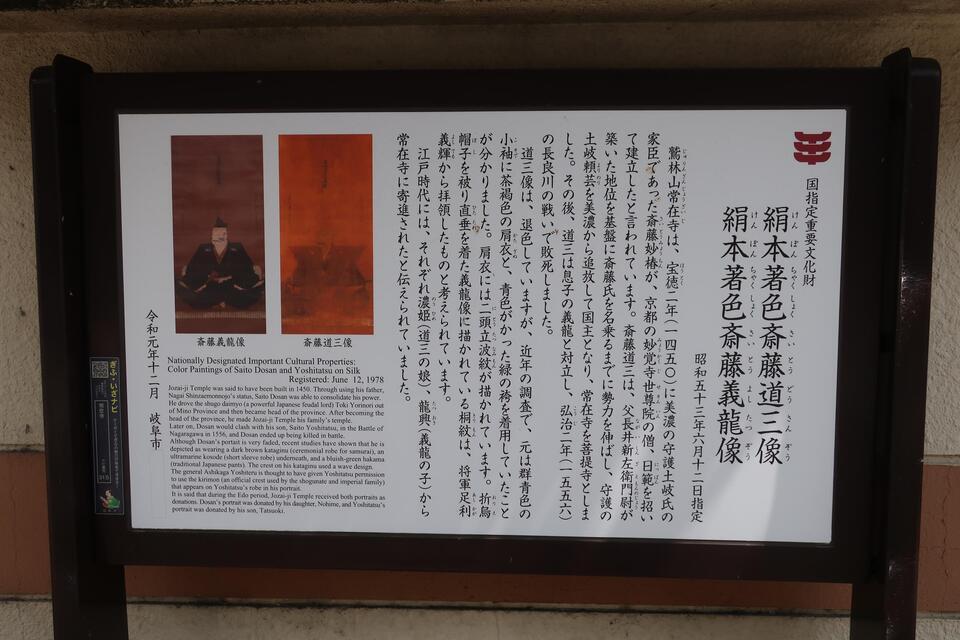 国指定重要文化財
絹本著色斎藤道三像
絹本著色斎藤義龍像
昭和五十三年六月十二日指定
鷲林山常在寺は、宝徳二年(一四五〇)に美濃の守護土岐氏の
家臣であった斎藤妙椿が、京都の妙覚寺世尊院の僧、日範を招い
て建立したと言われています。斎藤道三は、父長井新左衛門尉が
築いた地位を基盤に斎藤氏を名乗るまでに勢力を伸ばし、守護の
土岐頼芸を美濃から追放して国主となり、常在寺を菩提寺としま
した。その後、道三は息子の義龍と対立し、弘治二年(一五五六)
の長良川の戦いで敗死しました。
道三像は、退色していますが、近年の調査で、元は群青色の
小袖に茶褐色の肩衣と、青色がかった緑の袴を着用していたこと
が分かりました。肩衣には二頭立波紋が描かれています。折烏
帽子を被り直垂を着た義龍像に描かれている桐紋は、将軍足利
義輝から拝領したものと考えられています。
江戸時代には、それぞれ濃姫(道三の娘)、龍興(義龍の子)から
常在寺に寄進されたと伝えられていました。
斎藤道三像
斎藤義龍像
Nationally Designated Important Cultural Properties:
Color Paintings of Saito Dosan and Yoshitatsu on Silk
Registered: June 12, 1978
Jozai-ji Temple was said to have been built in 1450. Through using his father,
Nagai Shinzaemonnojo's status, Saito Dosan was able to consolidate his power.
He drove the shugo daimyo (a powerful Japanese feudal lord) Toki Yorinori out
of Mino Province and then became head of the province. After becoming the
head of the province, he made Jozai-ji Temple his family's temple.
Later on, Dosan would clash with his son, Saito Yoshitatsu, in the Battle of
Nagaragawa in 1556, and Dosan ended up being killed in battle.
Although Dosan's portait is very faded, recent studies have shown that he is
depicted as wearing a dark brown kataginu (ceremonial robe for samurai), an
ultramarine kosode (short sleeve robe) underneath, and a bluish-green hakama
(traditional Japanese pants). The crest on his kataginu used a wave design.
The general Ashikaga Yoshiteru is thought to have given Yoshitatsu permission
to use the kirimon (an official crest used by the shogunate and imperial family)
that appears on Yoshitatsu's robe in his portrait.
It is said that during the Edo period, Jozai-ji Temple received both portraits as
donations. Dosan's portrait was donated by his daughter, Nohime, and Yoshitatsu's
portrait was donated by his son, Tatsuoki.
令和元年十二月 岐阜市
ぎふ・いざナビ